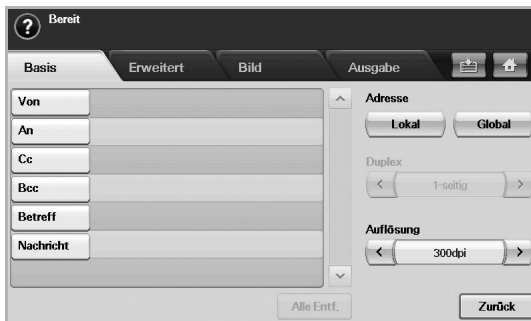 Bereit
Basis Erweitert Bild Ausgabe
Von
An
Cc
Bcc
Betreff
Nachricht
Adresse
Lokal Global
Duplex
1-seitig
Auflösung
300dpi
Alle Entf.
Zurück